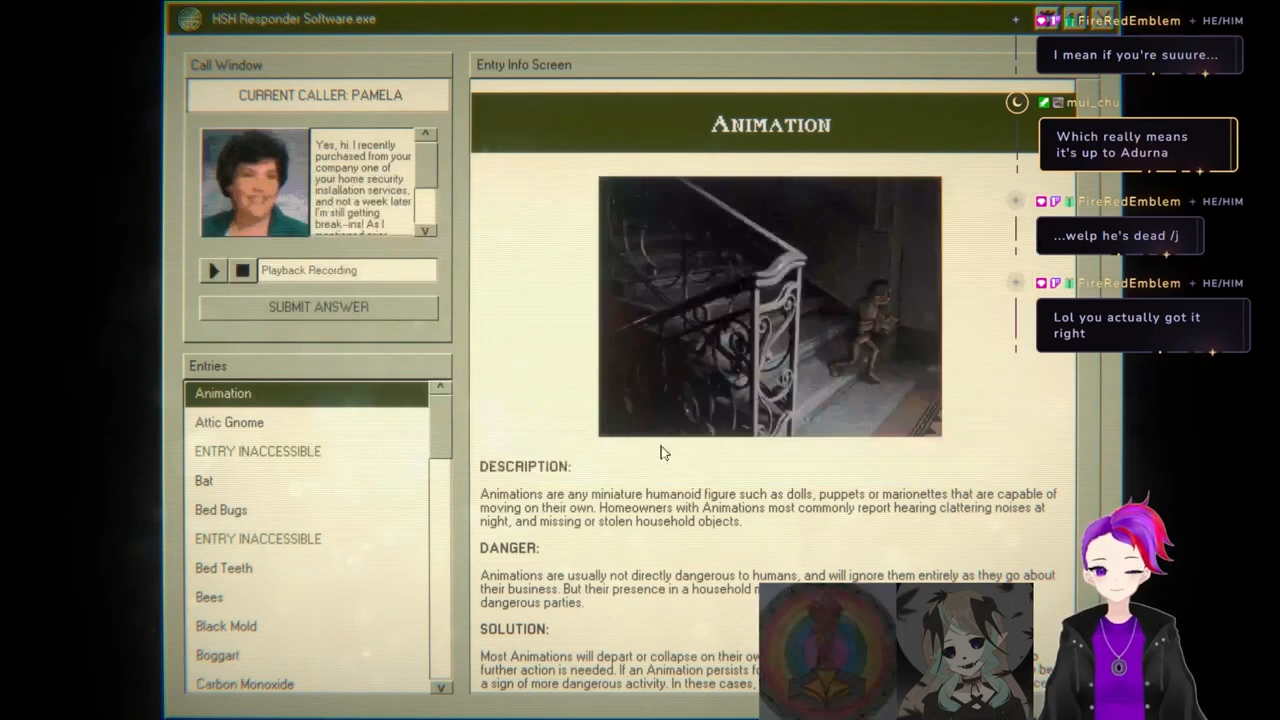 HSH Responder Software.exe
Call Window
CURRENT CALLER: PAMELA
Yes, hi. I recently
purchased from your
company one of
your home security
installation services,
and not a week later
I'm still getting
break-ins! As I
Playback Recording
SUBMIT ANSWER
Entries
Animation
Attic Gnome
ENTRY INACCESSIBLE
Bat
Bed Bugs
ENTRY INACCESSIBLE
Bed Teeth
Bees
Black Mold
Boggart
Carbon Monoxide
Entry Info Screen
ANIMATION
DESCRIPTION:
Animations are any miniature humanoid figure such as dolls, puppets or marionettes that are capable of
moving on their own. Homeowners with Animations most commonly report hearing clattering noises at
night, and missing or stolen household objects.
DANGER:
Animations are usually not directly dangerous to humans, and will ignore them entirely as they go about
their business. But their presence in a household
dangerous parties.
SOLUTION:
Most Animations will depart or collapse on their
further action is needed. If an Animation persists
a sign of more dangerous activity. In these cases,
FireRedEmblem HE/HIM
I mean if you're suuure...
mui_chu
Which really means
it's up to Adurna
FireRedEmblem HE/HIM
...welp he's dead /j
FireRedEmblem HE/HIM
Lol you actually got it
right